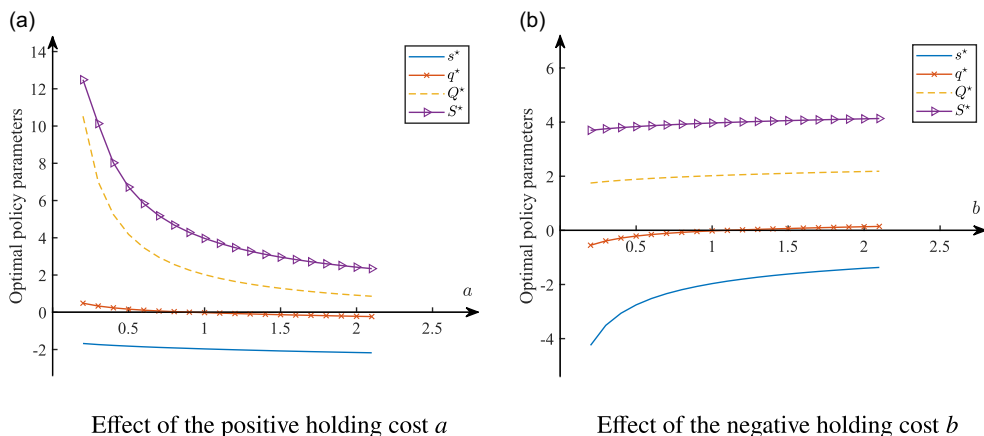 (a)
Optimal policy parameters
14
12
10
8
6
4
2
0
-2
0.5
1
1.5
2
2.5
a
s*
q*
Q*
S*
Effect of the positive holding cost a
(b)
Optimal policy parameters
6
4
2
0
-2
-4
0.5
1
1.5
2
2.5
b
s*
q*
Q*
S*
Effect of the negative holding cost b